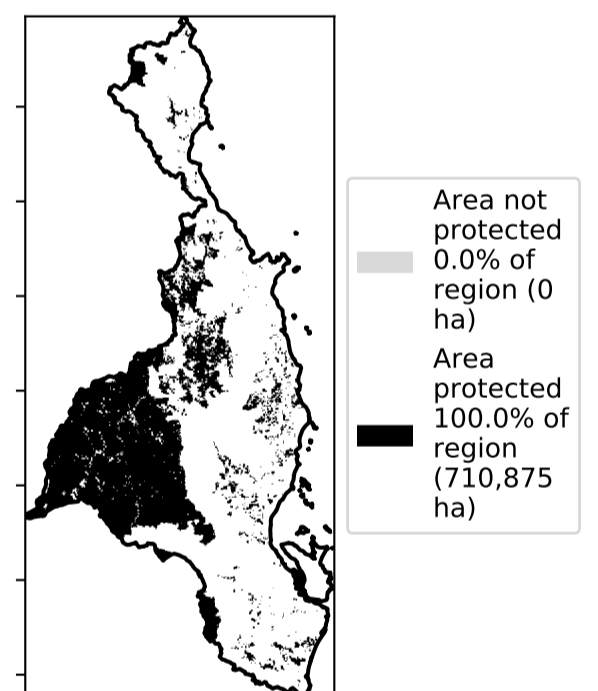 Area not
protected
0.0% of
region (0
ha)
Area
protected
100.0% of
region
(710,875
ha)